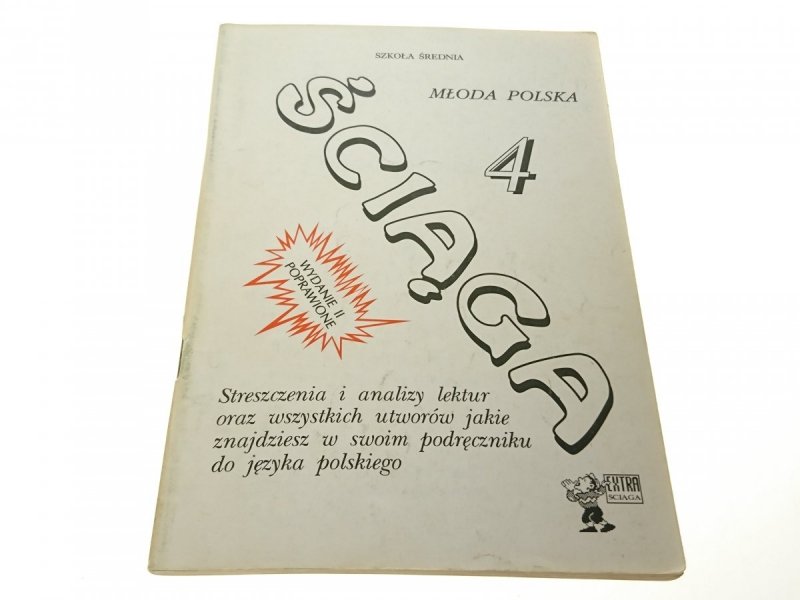 SZKOŁA ŚREDNIA
MŁODA POLSKA
4
ŚCIĄGA
WYDANIE II
POPRAWIONE
Streszczenia i analizy lektur
oraz wszystkich utworów jakie
znajdziesz w swoim podręczniku
do języka polskiego
EXTRA
ŚCIĄGA